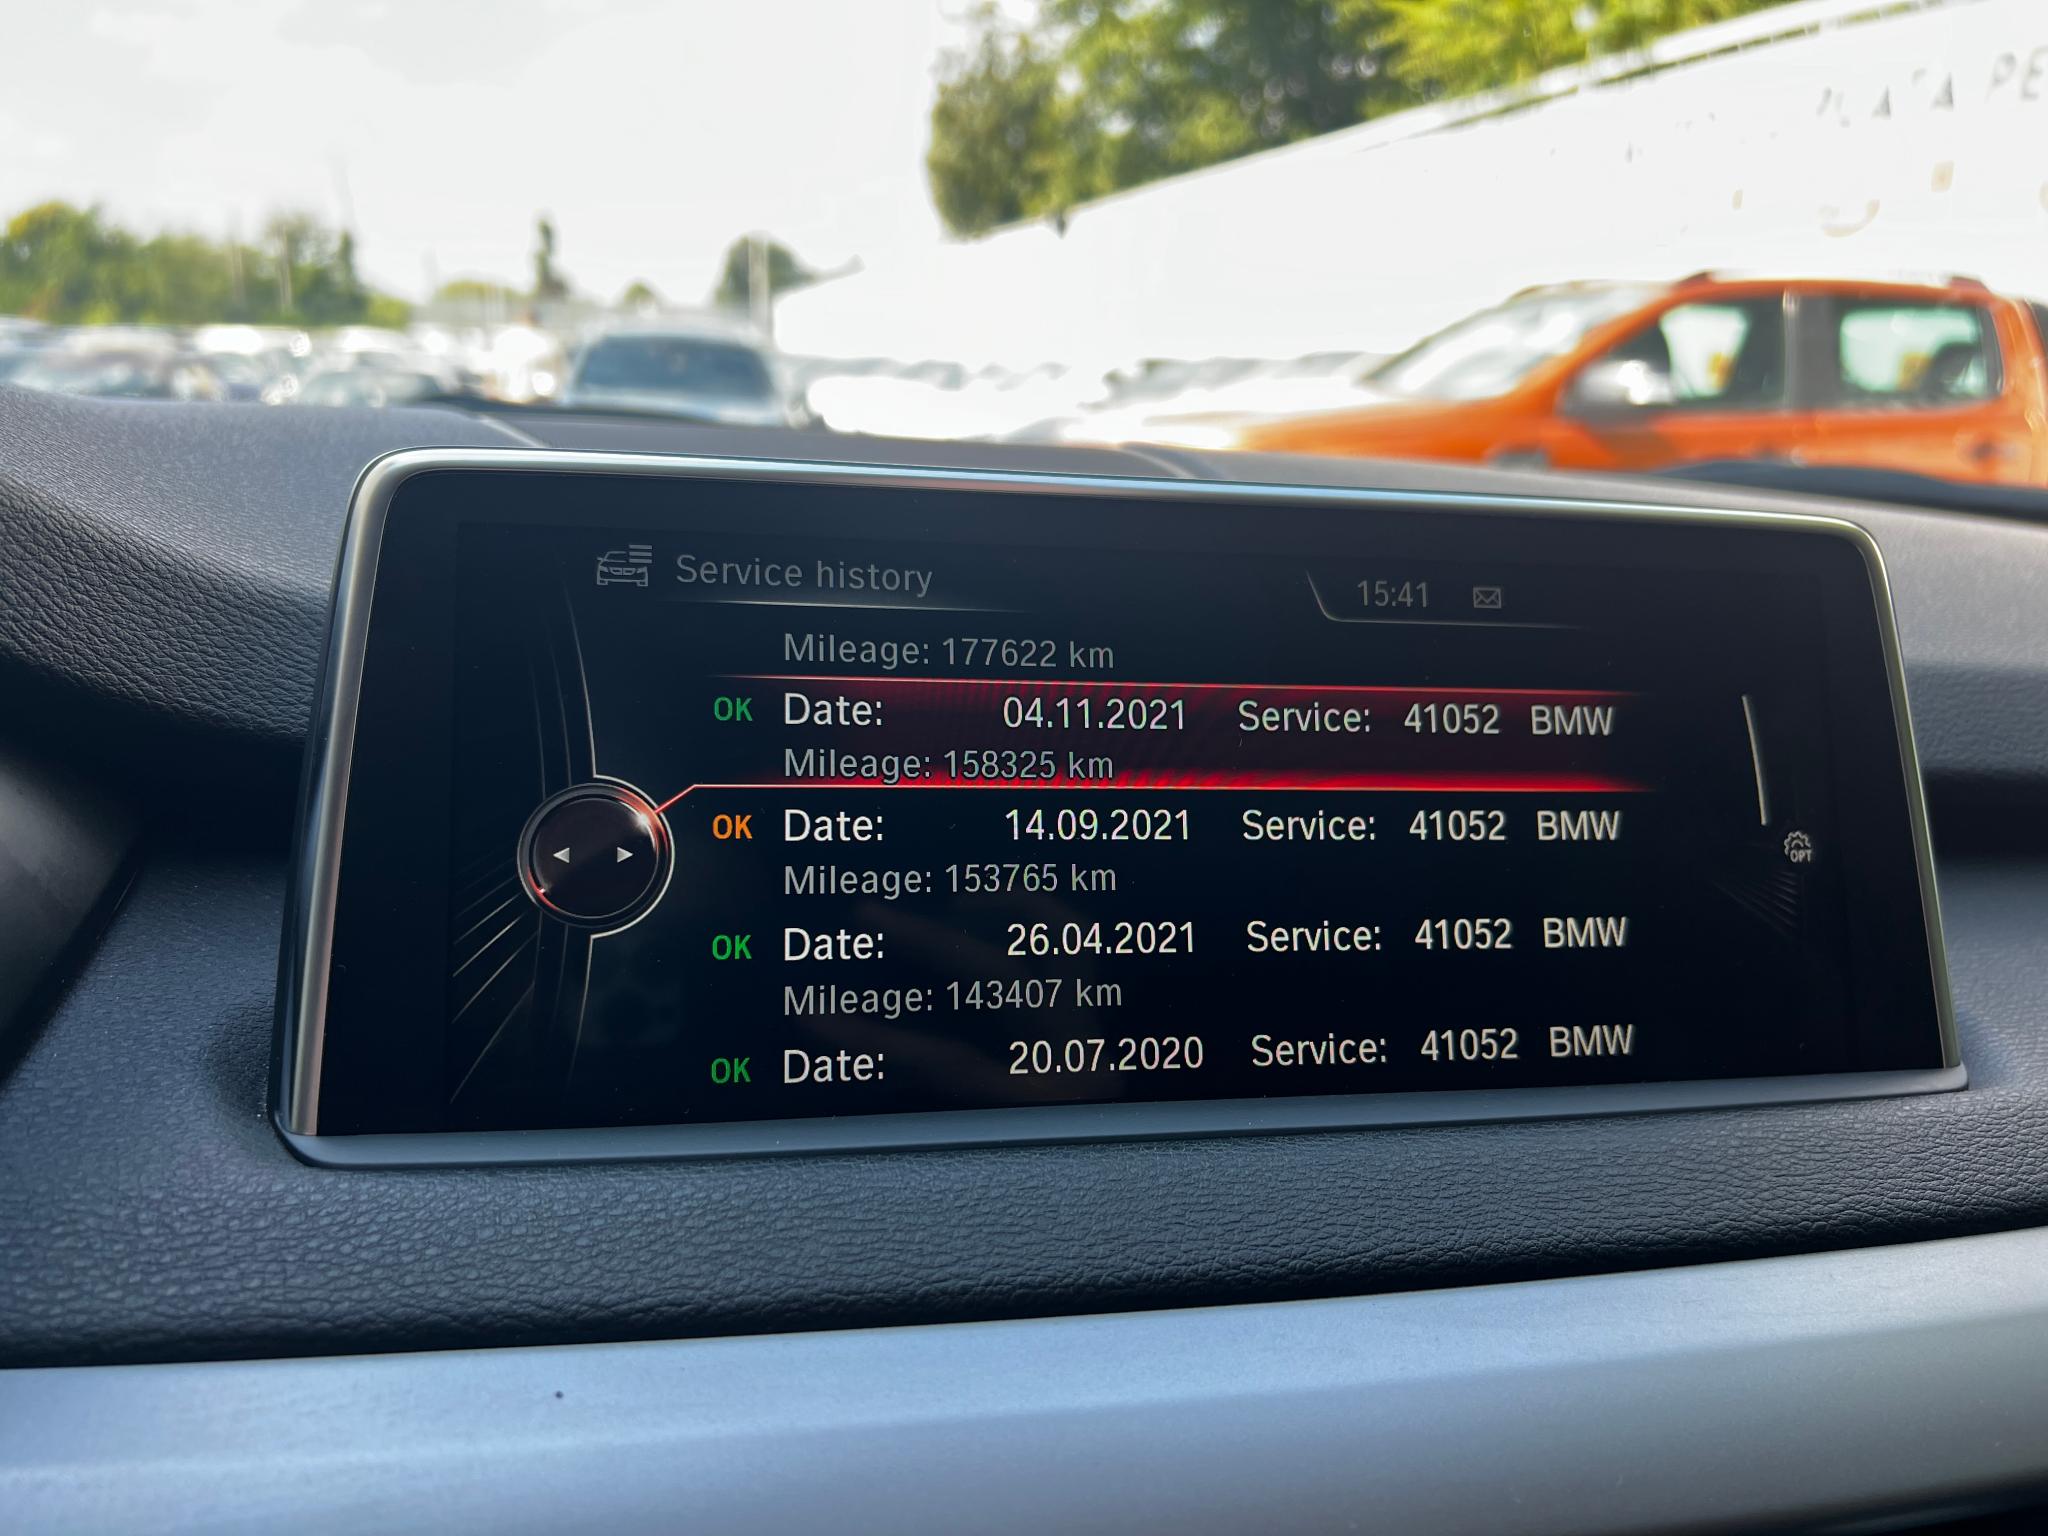 Service history 15:41
Mileage: 177622 km
OK Date: 04.11.2021 Service: 41052 BMW
Mileage: 158325 km
OK Date: 14.09.2021 Service: 41052 BMW
Mileage: 153765 km
OPT
OK Date: 26.04.2021 Service: 41052 BMW
Mileage: 143407 km
OK Date: 20.07.2020 Service: 41052 BMW